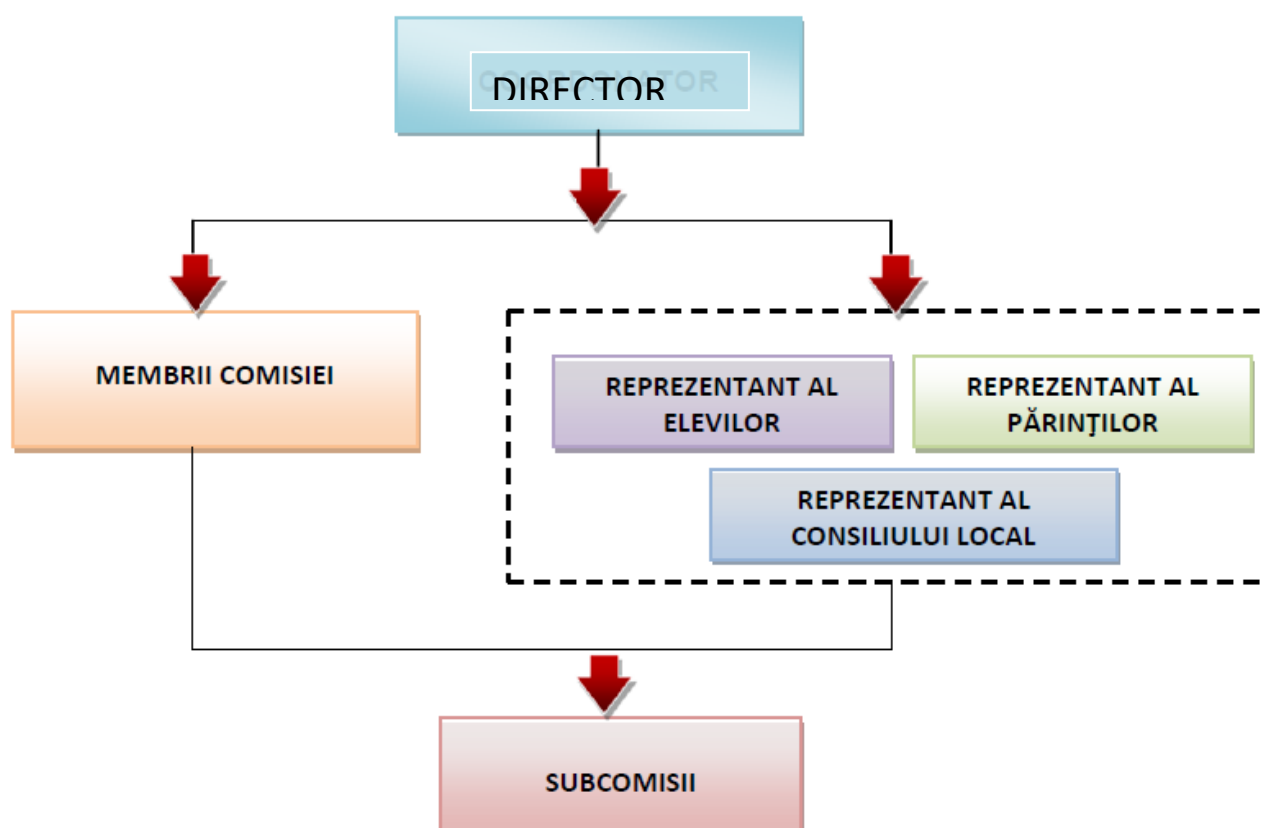 DIRECTOR
MEMBRII COMISIEI
REPREZENTANT AL
ELEVILOR
REPREZENTANT AL
PĂRINŢILOR
REPREZENTANT AL
CONSILIULUI LOCAL
SUBCOMISII